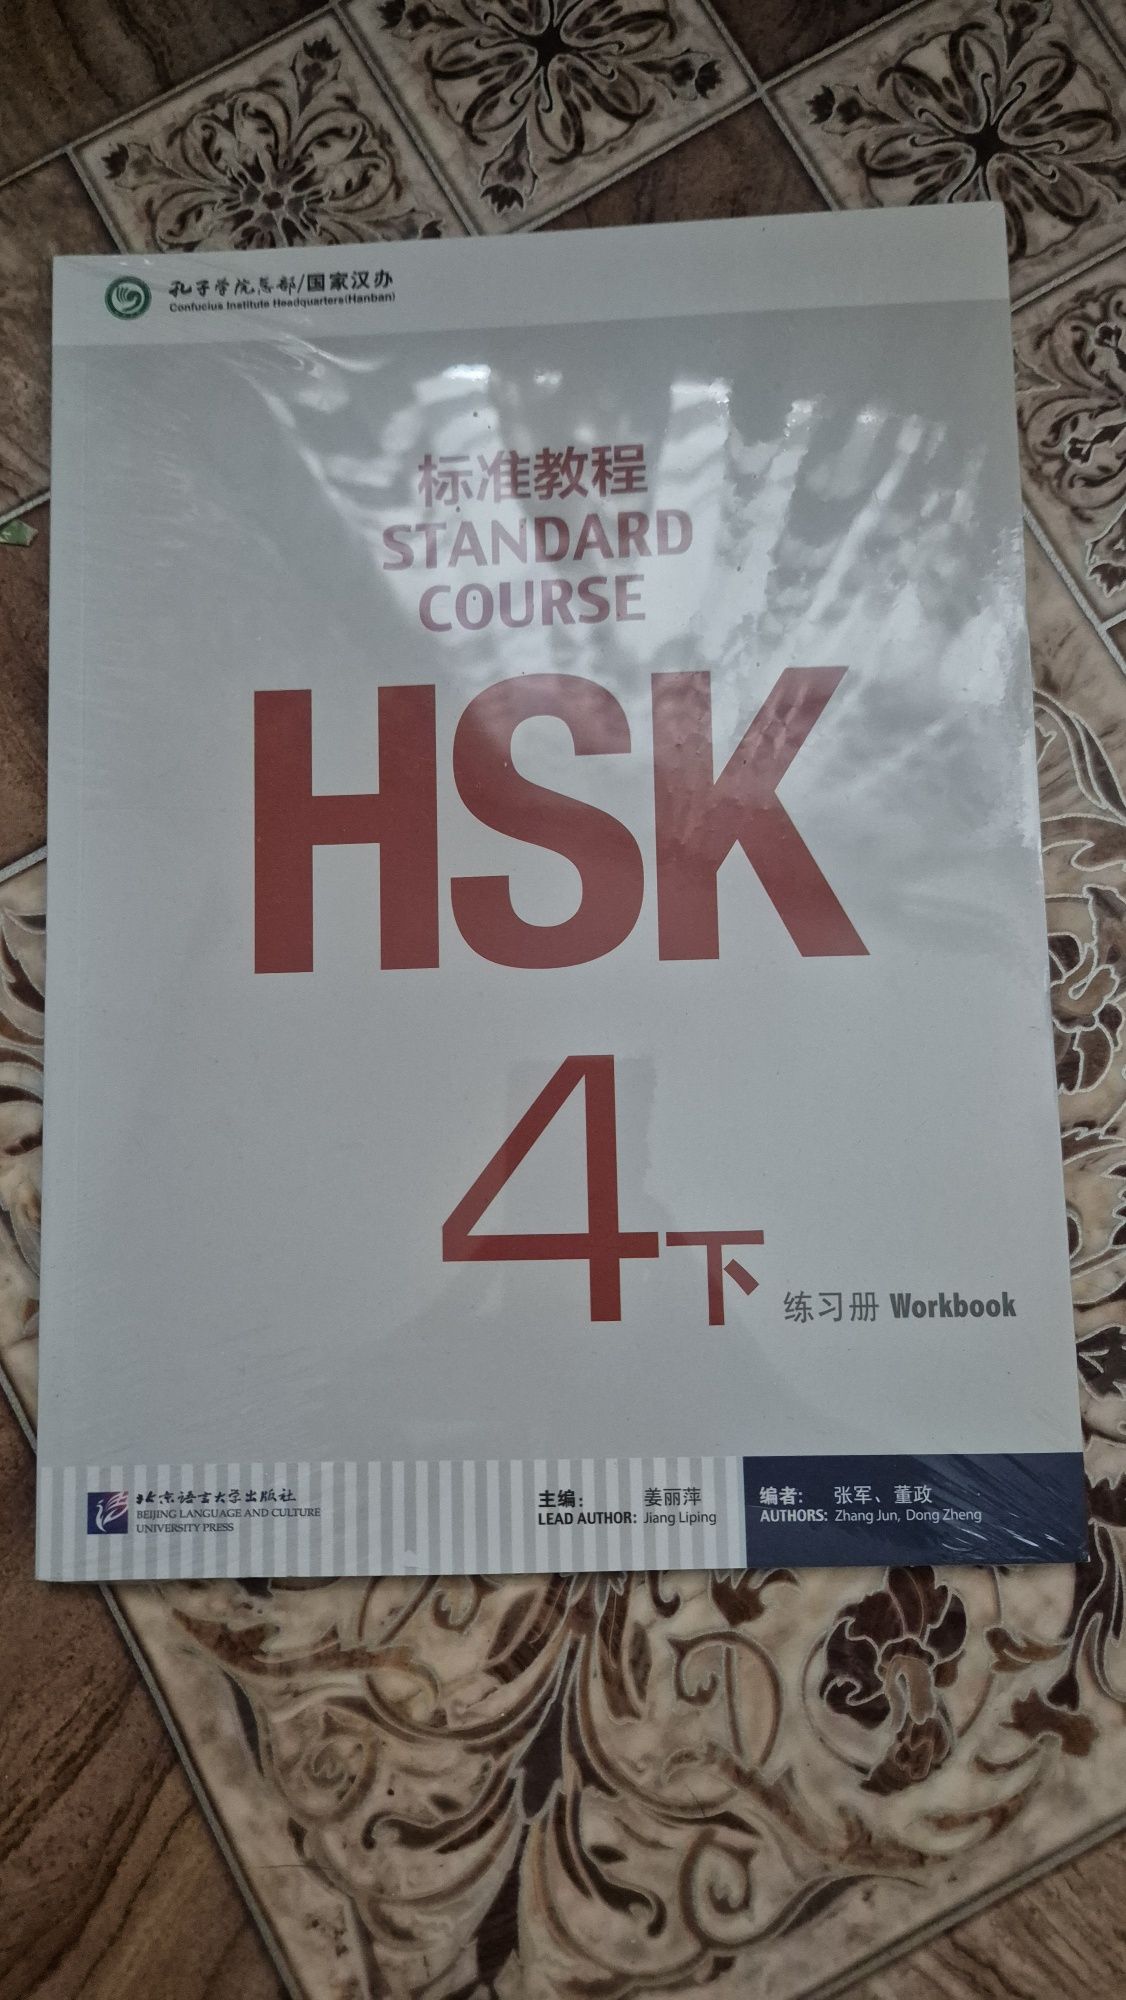 孔子学院总部/国家汉办
Confucius Institute Headquarters(Hanban)
标准教程
STANDARD
COURSE
HSK
4下
练习册 Workbook
北京语言大学出版社
BEIJING LANGUAGE AND CULTURE
UNIVERSITY PRESS
主编： 姜丽萍
LEAD AUTHOR: Jiang Liping
编者： 张军、董政
AUTHORS: Zhang Jun, Dong Zheng